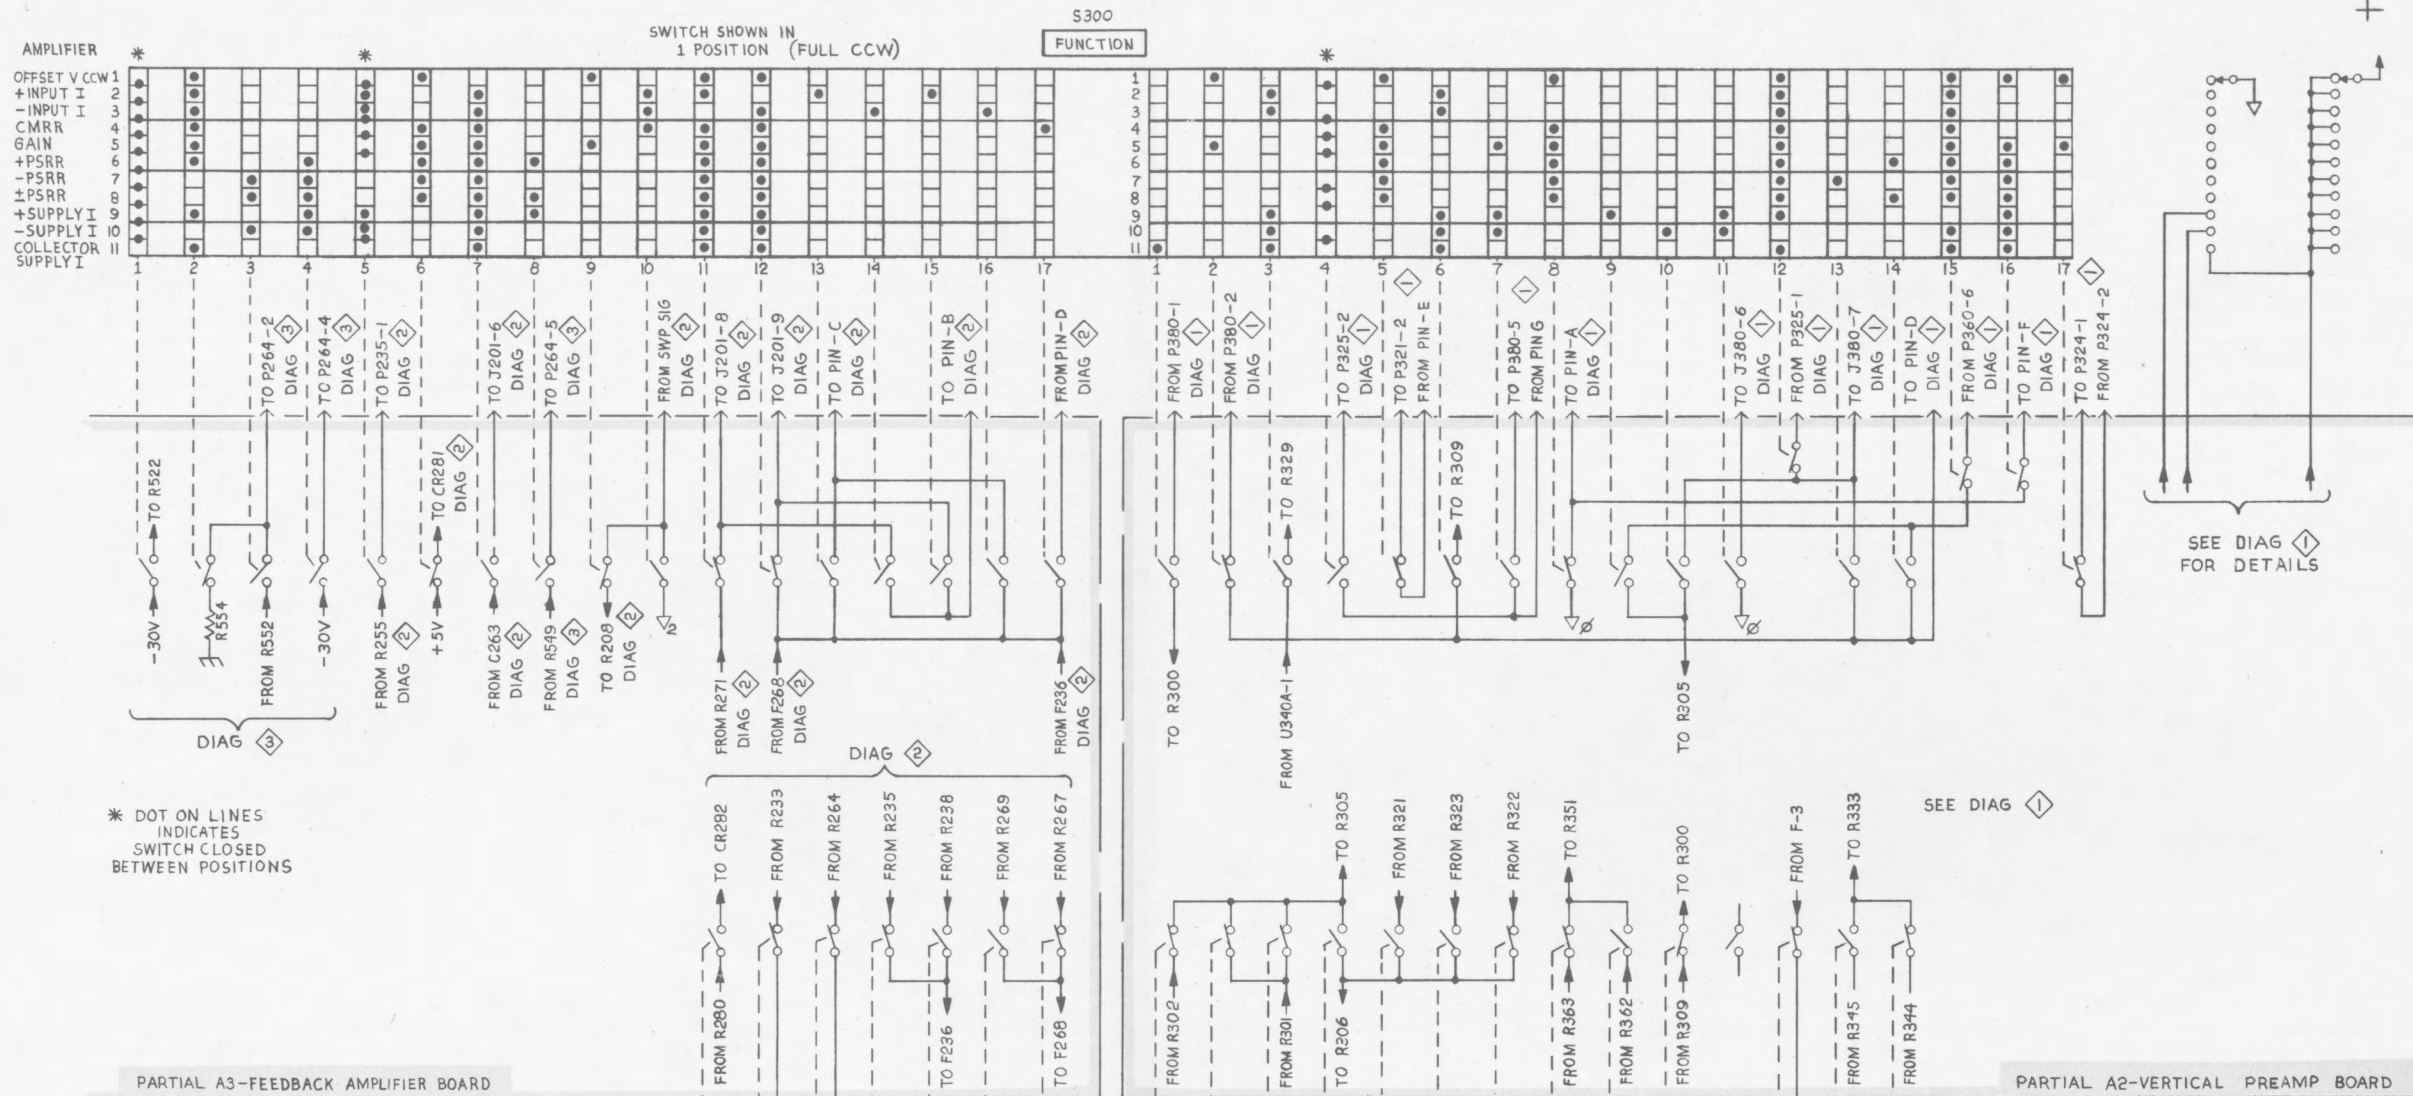 S300
FUNCTION
SWITCH SHOWN IN
1 POSITION (FULL CCW)
AMPLIFIER
* * *
OFFSET V CCW 1
+INPUT I 2
-INPUT I 3
CMRR 4
GAIN 5
+PSRR 6
-PSRR 7
±PSRR 8
+SUPPLY I 9
-SUPPLY I 10
COLLECTOR 11
SUPPLY I
1
2
3
4
5
6
7
8
9
10
11
1 2 3 4 5 6 7 8 9 10 11 12 13 14 15 16 17
1 2 3 4 5 6 7 8 9 10 11 12 13 14 15 16 17
TO P264-2
DIAG 3
TO P264-4
DIAG 3
TO P235-1
DIAG 2
TO J201-6
DIAG 2
TO P264-5
DIAG 3
FROM SWP SIG
DIAG 2
TO J201-8
DIAG 2
TO J201-9
DIAG 2
TO PIN-C
DIAG 2
TO PIN-B
DIAG 2
FROM PIN-D
DIAG 2
FROM P380-1
DIAG 1
FROM P380-2
DIAG 1
TO P325-2
DIAG 1
TO P321-2
FROM PIN-E
1
TO P380-5
FROM PIN G
1
TO PIN-A
DIAG 1
TO J380-6
DIAG 1
FROM P325-1
DIAG 1
TO J380-7
DIAG 1
TO PIN-D
DIAG 1
FROM P360-6
DIAG 1
TO PIN-F
DIAG 1
TO P324-1
FROM P324-2
1
TO R522
TO CR281
DIAG 2
TO R329
TO R309
SEE DIAG 1
FOR DETAILS
-30V
R554
FROM R552
-30V
FROM R255
DIAG 2
+5V
FROM C263
DIAG 2
FROM R549
DIAG 3
TO R208
DIAG 2
2
FROM R271
DIAG 2
FROM F268
DIAG 2
FROM F236
DIAG 2
TO R300
FROM U340A-1
Ø
TO R305
Ø
DIAG 3
DIAG 2
* DOT ON LINES
INDICATES
SWITCH CLOSED
BETWEEN POSITIONS
TO CR282
FROM R233
FROM R264
FROM R235
FROM R238
FROM R269
FROM R267
TO R305
FROM R321
FROM R323
FROM R322
TO R351
TO R300
FROM F-3
TO R333
SEE DIAG 1
FROM R280
TO F236
TO F268
FROM R302
FROM R301
TO R306
FROM R363
FROM R362
FROM R309
FROM R345
FROM R344
PARTIAL A3-FEEDBACK AMPLIFIER BOARD
PARTIAL A2-VERTICAL PREAMP BOARD